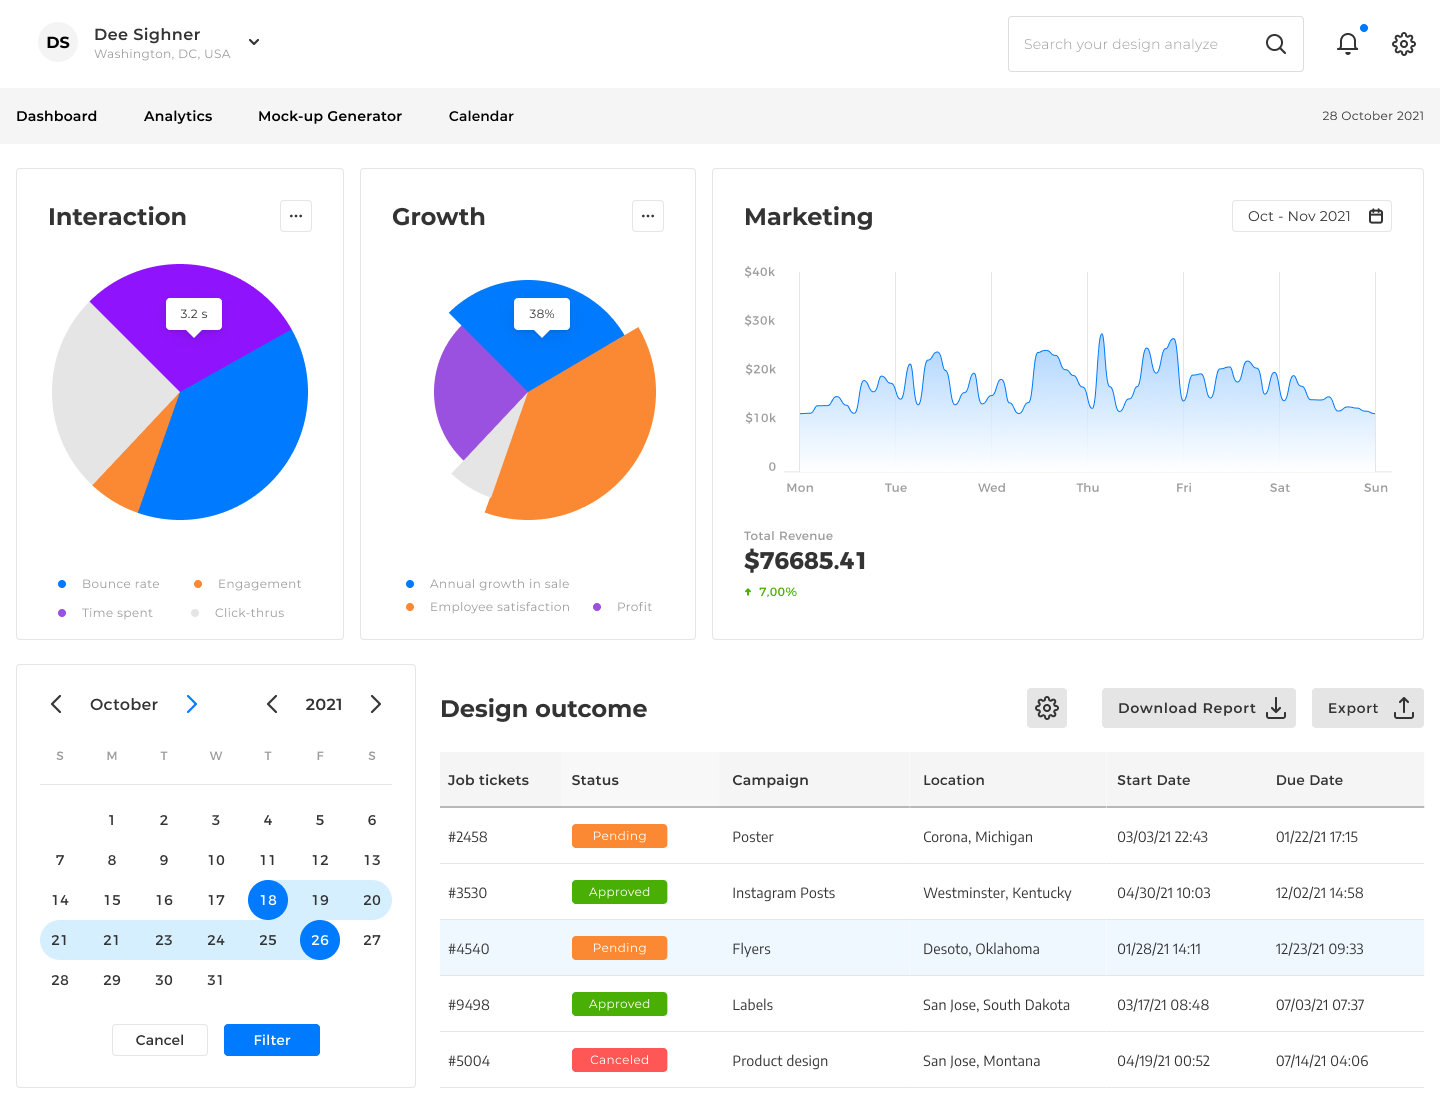 DS
Dee Sighner
Washington, DC, USA
Search your design analyze
Dashboard Analytics Mock-up Generator Calendar 28 October 2021
Interaction ...
3.2 s
Bounce rate Engagement
Time spent Click-thrus
Growth ...
38%
Annual growth in sale
Employee satisfaction Profit
Marketing Oct - Nov 2021
$40k
$30k
$20k
$10k
0
Mon Tue Wed Thu Fri Sat Sun
Total Revenue
$76685.41
7,00%
October 2021
S M T W T F S
1 2 3 4 5 6
7 8 9 10 11 12 13
14 15 16 17 18 19 20
21 21 23 24 25 26 27
28 29 30 31
Cancel Filter
Design outcome Download Report Export
Job tickets Status Campaign Location Start Date Due Date
#2458 Pending Poster Corona, Michigan 03/03/21 22:43 01/22/21 17:15
#3530 Approved Instagram Posts Westminster, Kentucky 04/30/21 10:03 12/02/21 14:58
#4540 Pending Flyers Desoto, Oklahoma 01/28/21 14:11 12/23/21 09:33
#9498 Approved Labels San Jose, South Dakota 03/17/21 08:48 07/03/21 07:37
#5004 Canceled Product design San Jose, Montana 04/19/21 00:52 07/14/21 04:06